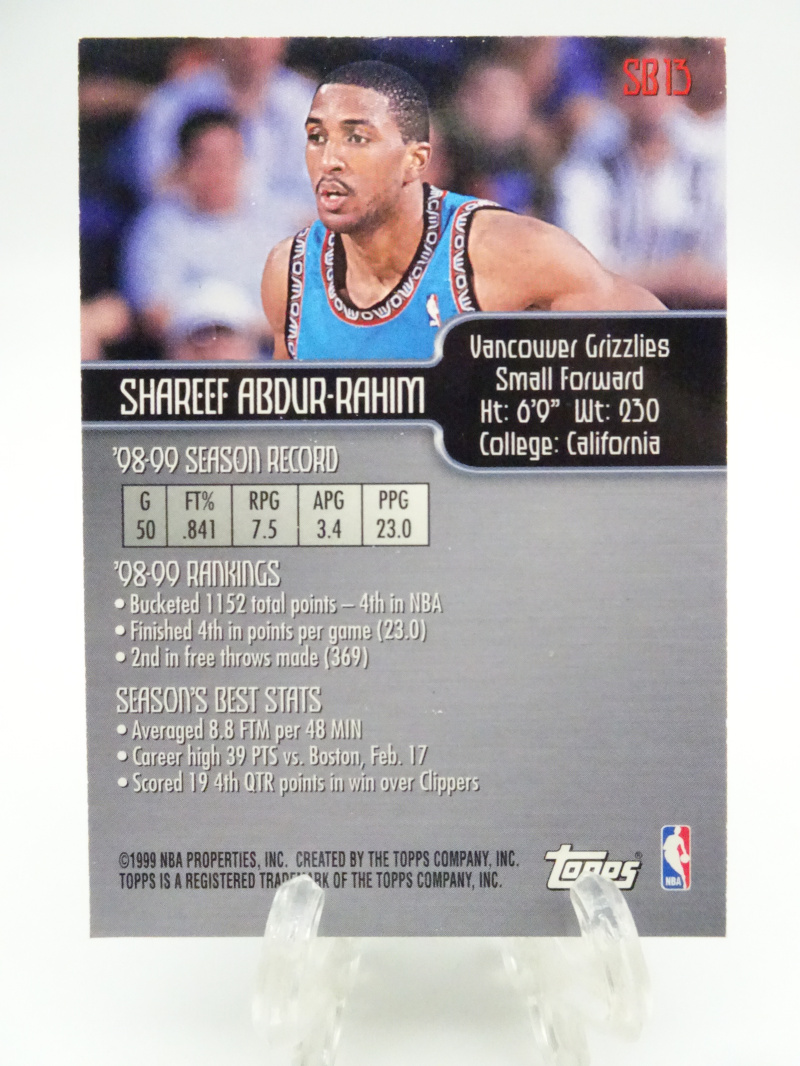 SB13
Vancouver Grizzlies
Small Forward
Ht: 6'9" Wt: 230
College: California
SHAREEF ABDUR-RAHIM
'98-99 SEASON RECORD
G FT% RPG APG PPG
50 .841 7.5 3.4 23.0
'98-99 RANKINGS
• Bucketed 1152 total points – 4th in NBA
• Finished 4th in points per game (23.0)
• 2nd in free throws made (369)
SEASON'S BEST STATS
• Averaged 8.8 FTM per 48 MIN
• Career high 39 PTS vs. Boston, Feb. 17
• Scored 19 4th QTR points in win over Clippers
©1999 NBA PROPERTIES, INC. CREATED BY THE TOPPS COMPANY, INC.
TOPPS IS A REGISTERED TRADEMARK OF THE TOPPS COMPANY, INC.
Topps®
NBA